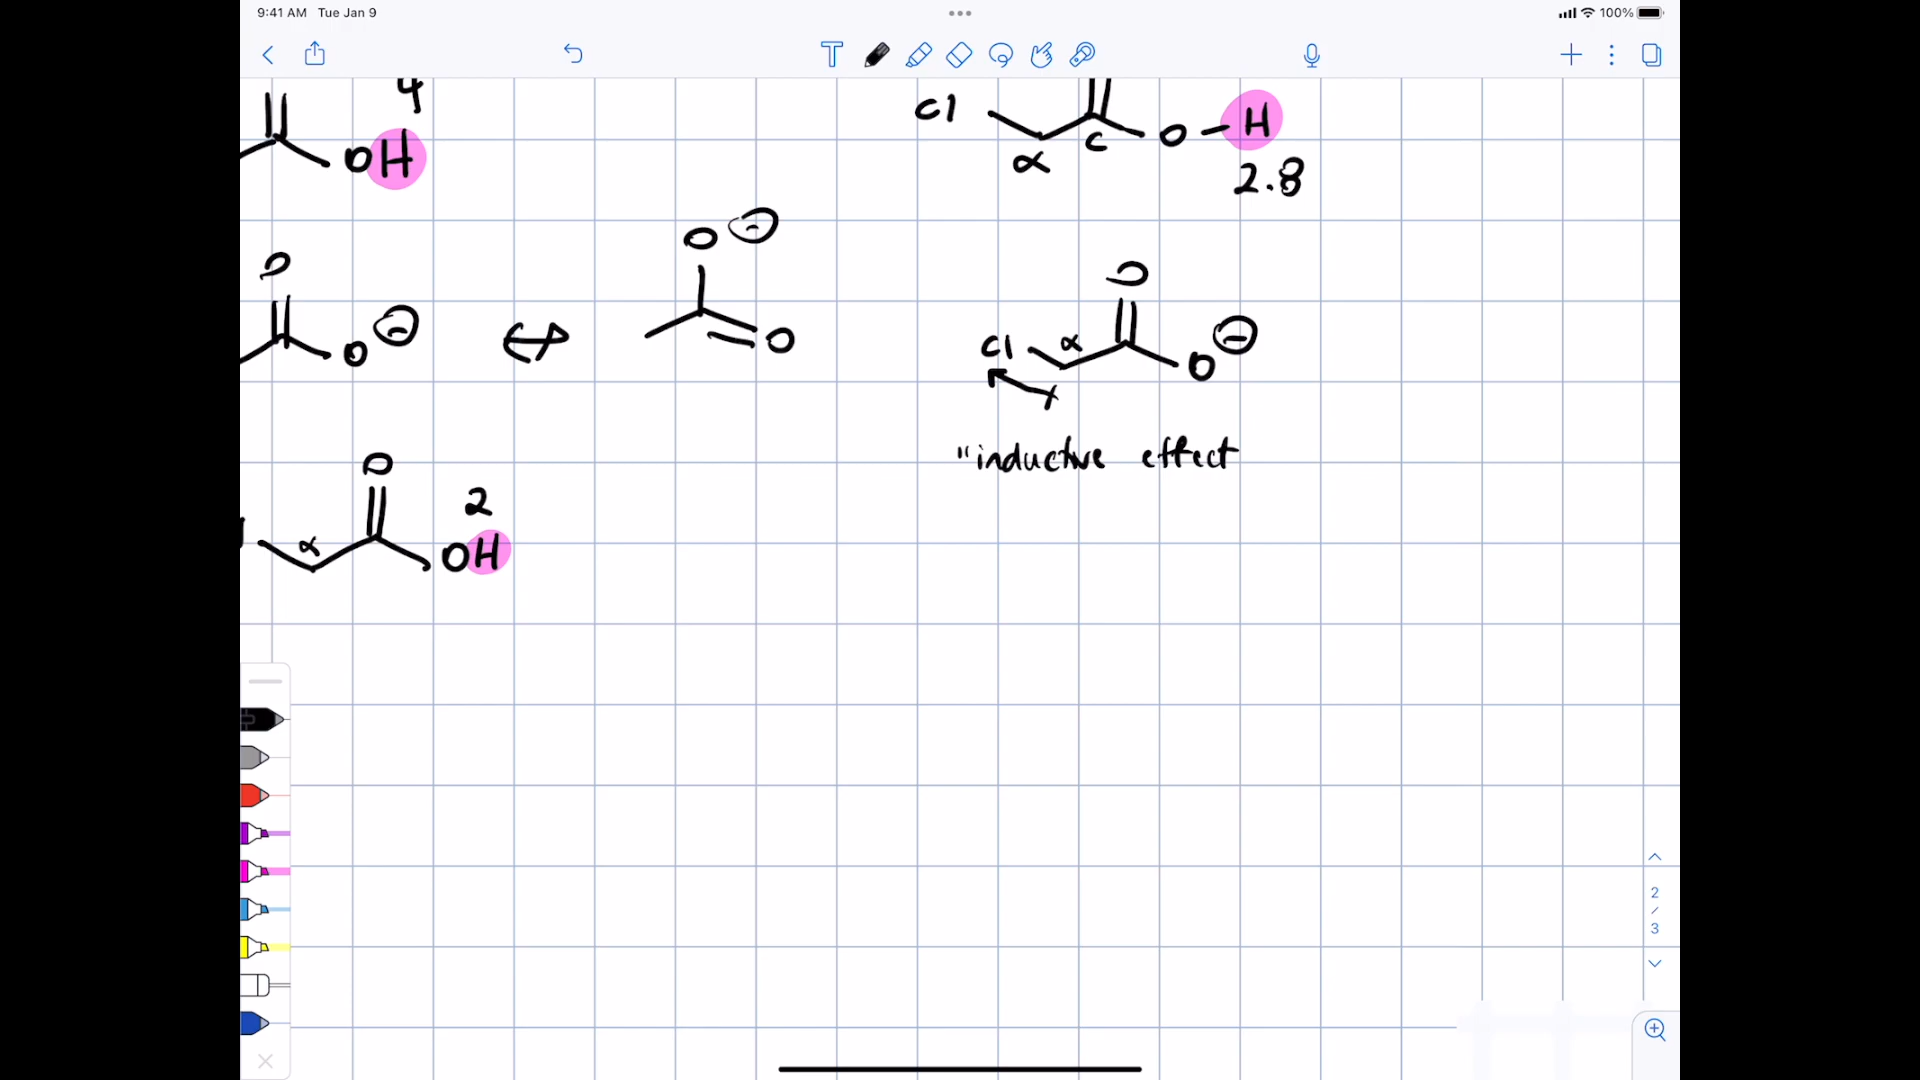 9:41 AM Tue Jan 9
100%
4
OH
Cl
α
C
O
H
2.8
O
O
O
O
O
Cl
α
O
O
"inductive effect
O
2
α
OH
2
/
3